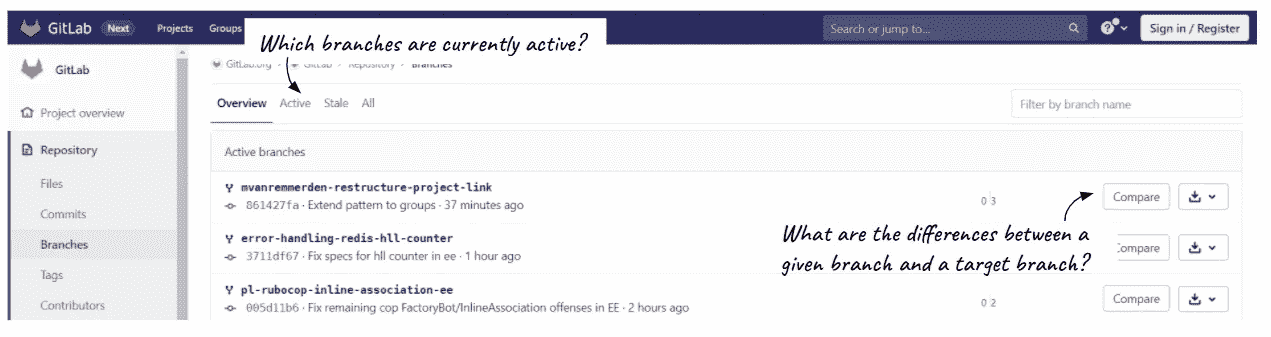 GitLab Next Projects Groups Search or jump to... Sign in / Register
Which branches are currently active?
GitLab
GitLab.org › GitLab › Repository › Branches
Project overview
Overview Active Stale All Filter by branch name
Repository
Active branches
Files
mvanremmerden-restructure-project-link
861427fa · Extend pattern to groups · 37 minutes ago
0 3 Compare
Commits
What are the differences between a
given branch and a target branch?
Branches
error-handling-redis-hll-counter
3711df67 · Fix specs for hll counter in ee · 1 hour ago
Compare
Tags
pl-rubocop-inline-association-ee
005d11b6 · Fix remaining cop FactoryBot/InlineAssociation offenses in EE · 2 hours ago
0 2 Compare
Contributors